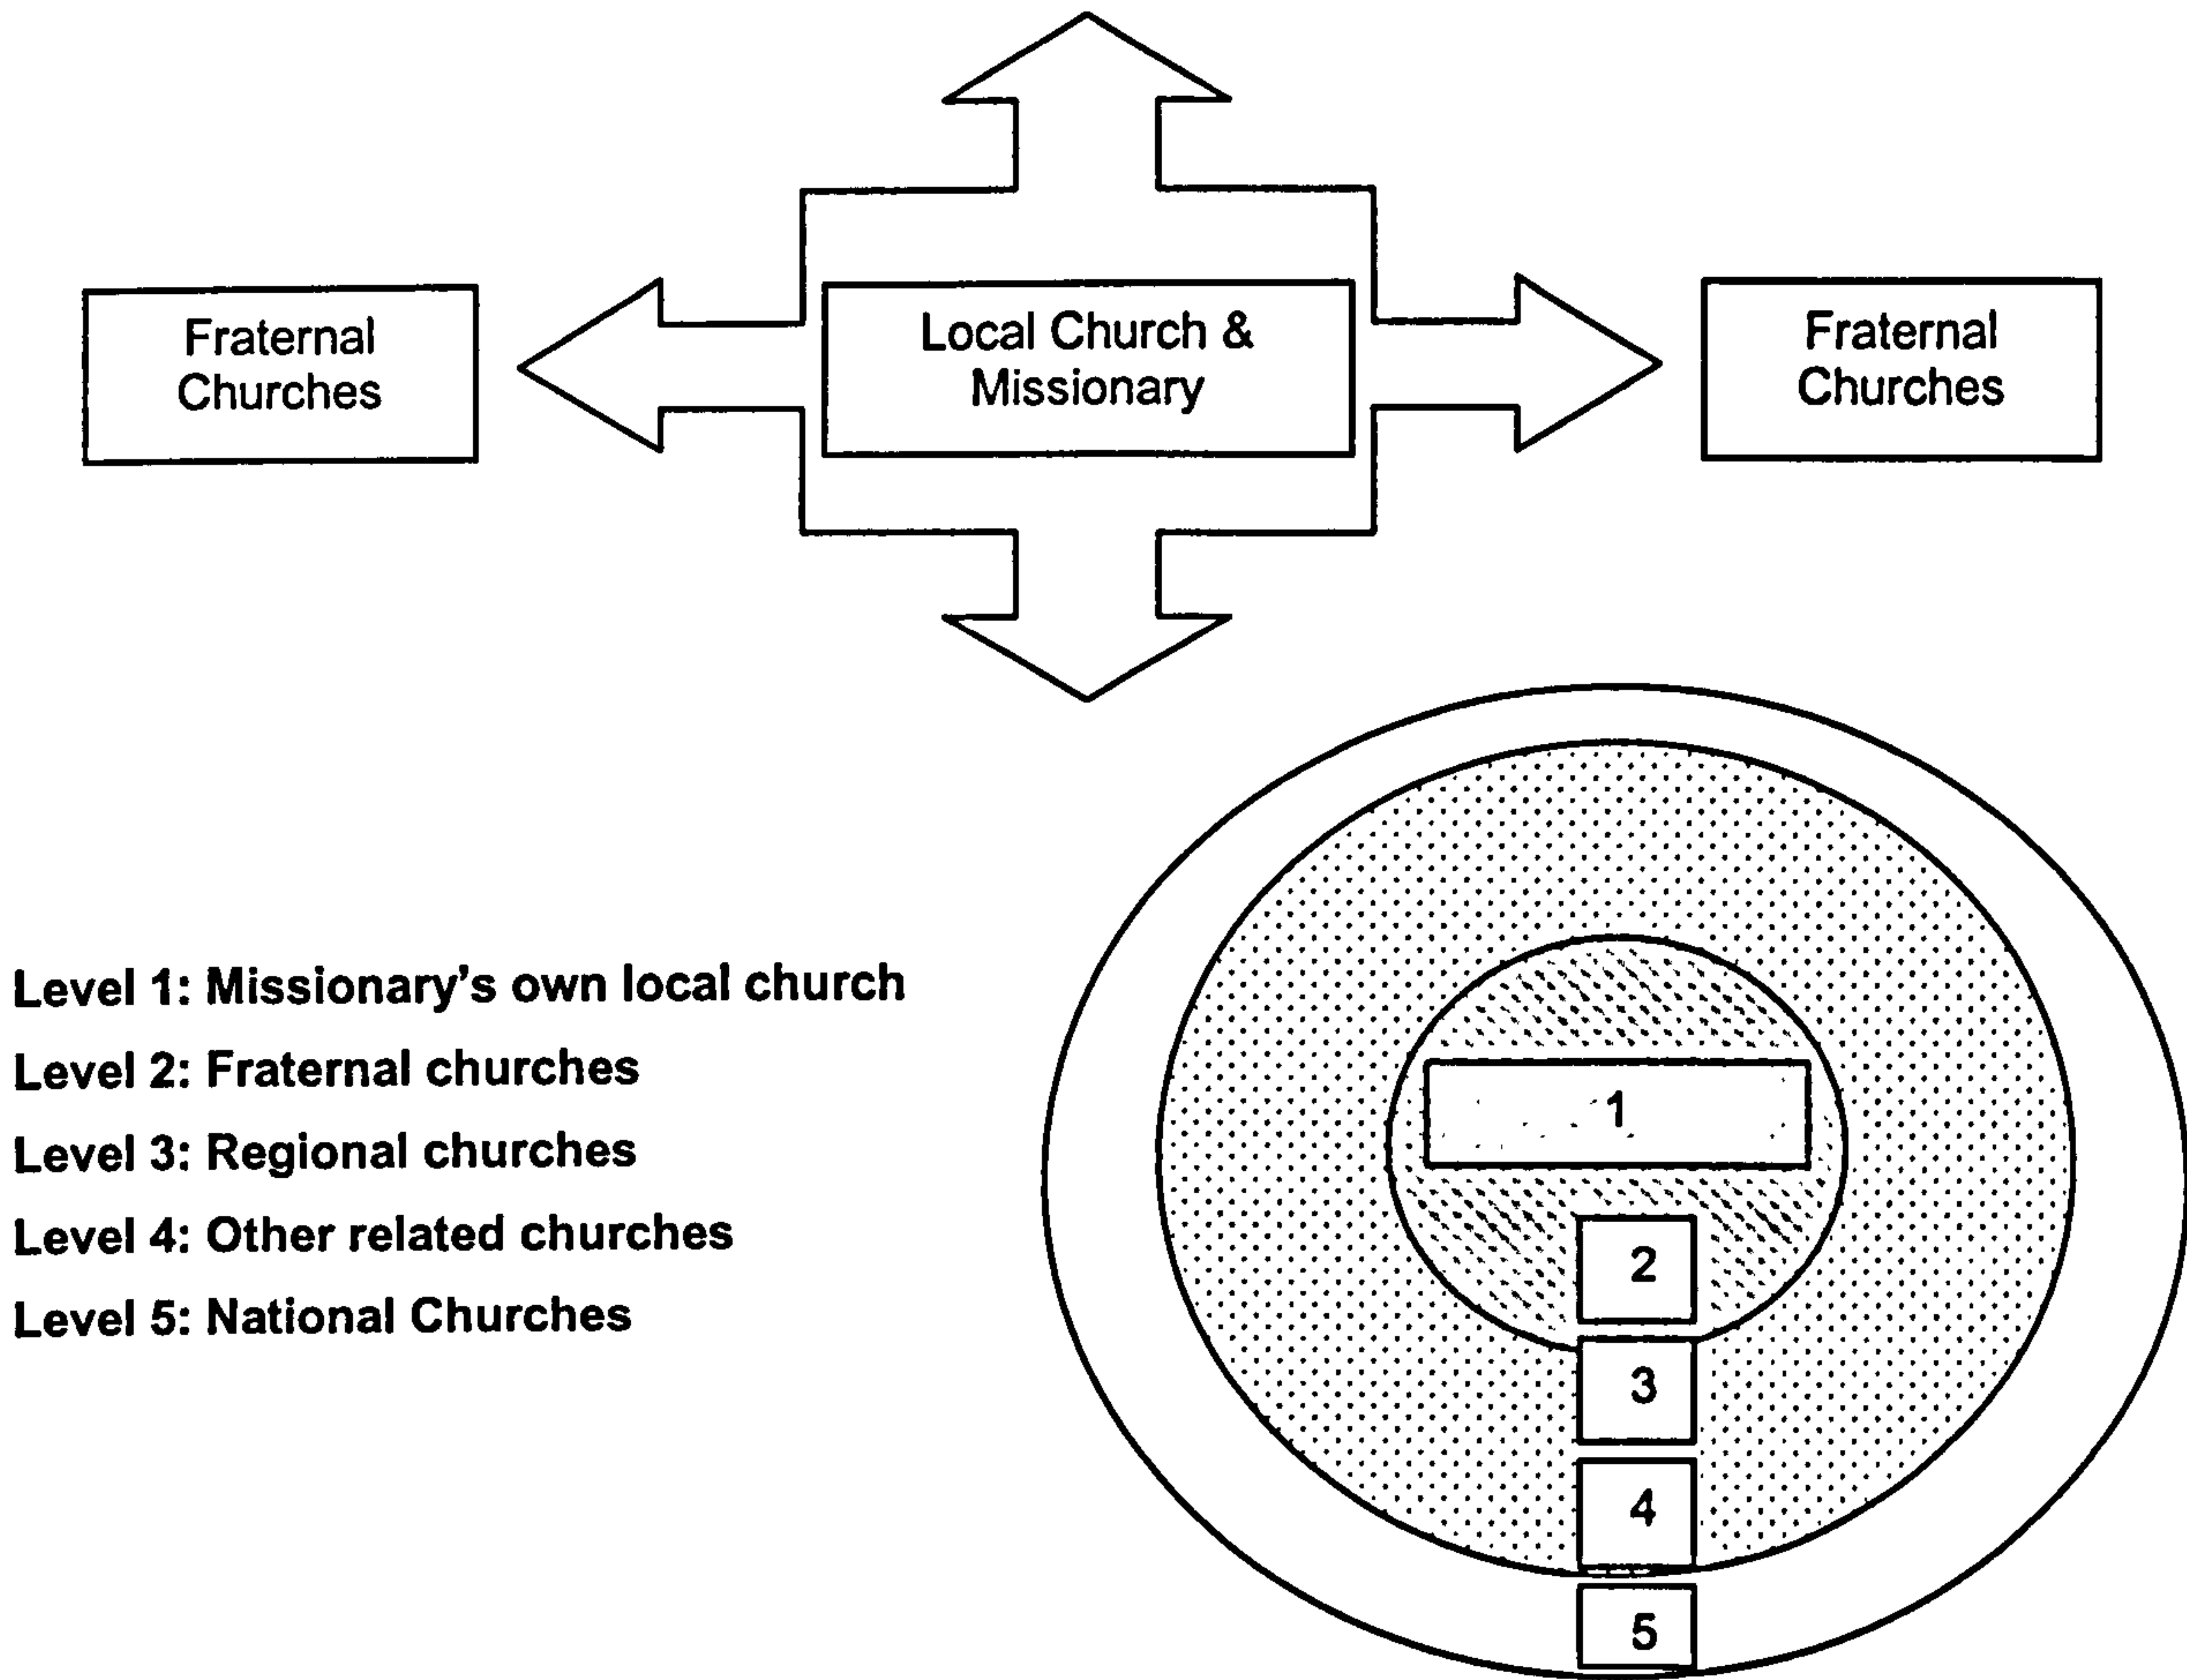 Fraternal
Churches
Local Church &
Missionary
Fraternal
Churches
Level 1: Missionary's own local church
Level 2: Fraternal churches
Level 3: Regional churches
Level 4: Other related churches
Level 5: National Churches
1
2
3
4
5